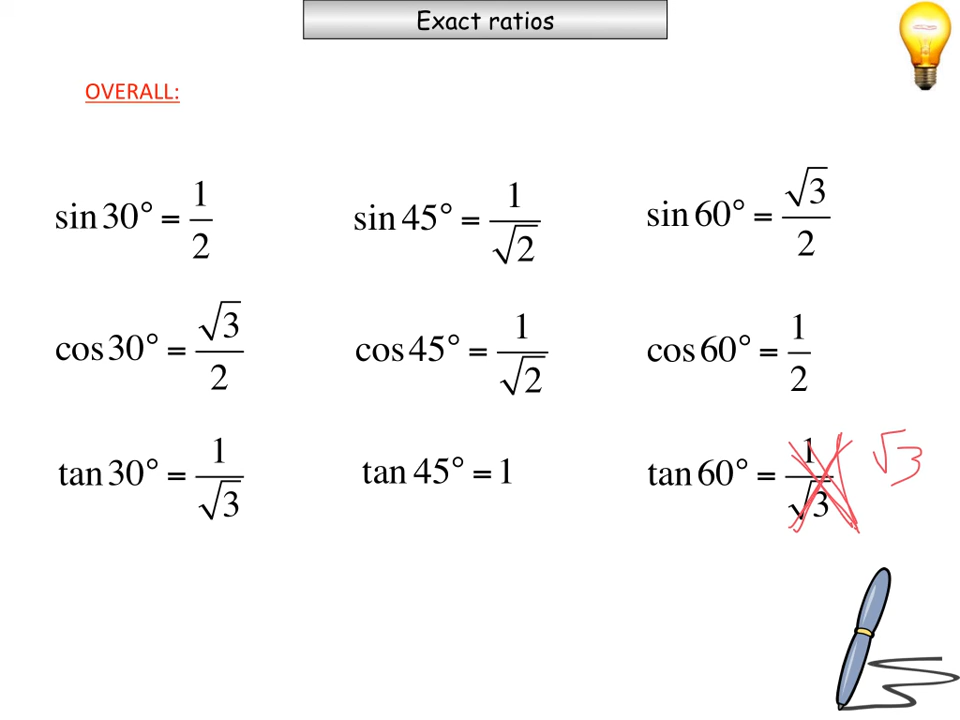 Exact ratios
OVERALL:
sin 30° = 1/2
sin 45° = 1/√2
sin 60° = √3/2
cos 30° = √3/2
cos 45° = 1/√2
cos 60° = 1/2
tan 30° = 1/√3
tan 45° = 1
tan 60° = 1/√3 √3